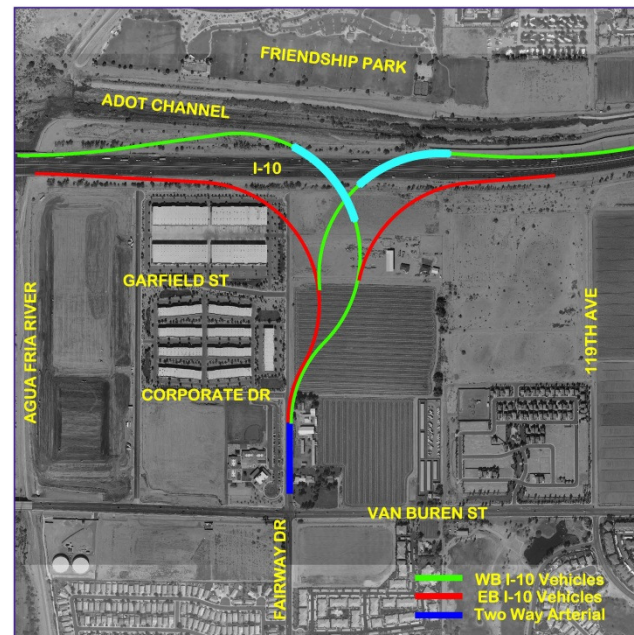 FRIENDSHIP PARK
ADOT CHANNEL
I-10
GARFIELD ST
AGUA FRIA RIVER
119TH AVE
CORPORATE DR
VAN BUREN ST
FAIRWAY DR
WB I-10 Vehicles
EB I-10 Vehicles
Two Way Arterial